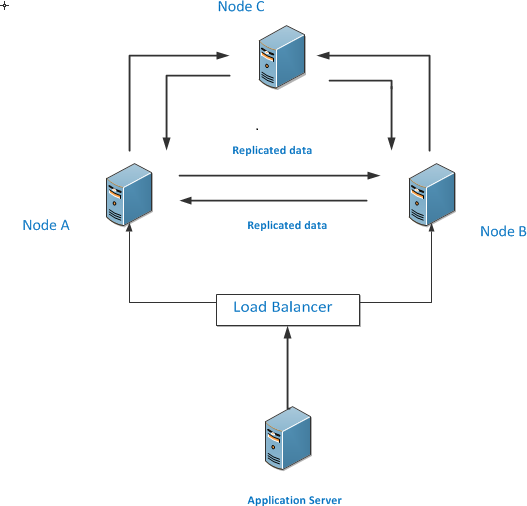 Node C
Replicated data
Node A
Replicated data
Node B
Load Balancer
Application Server